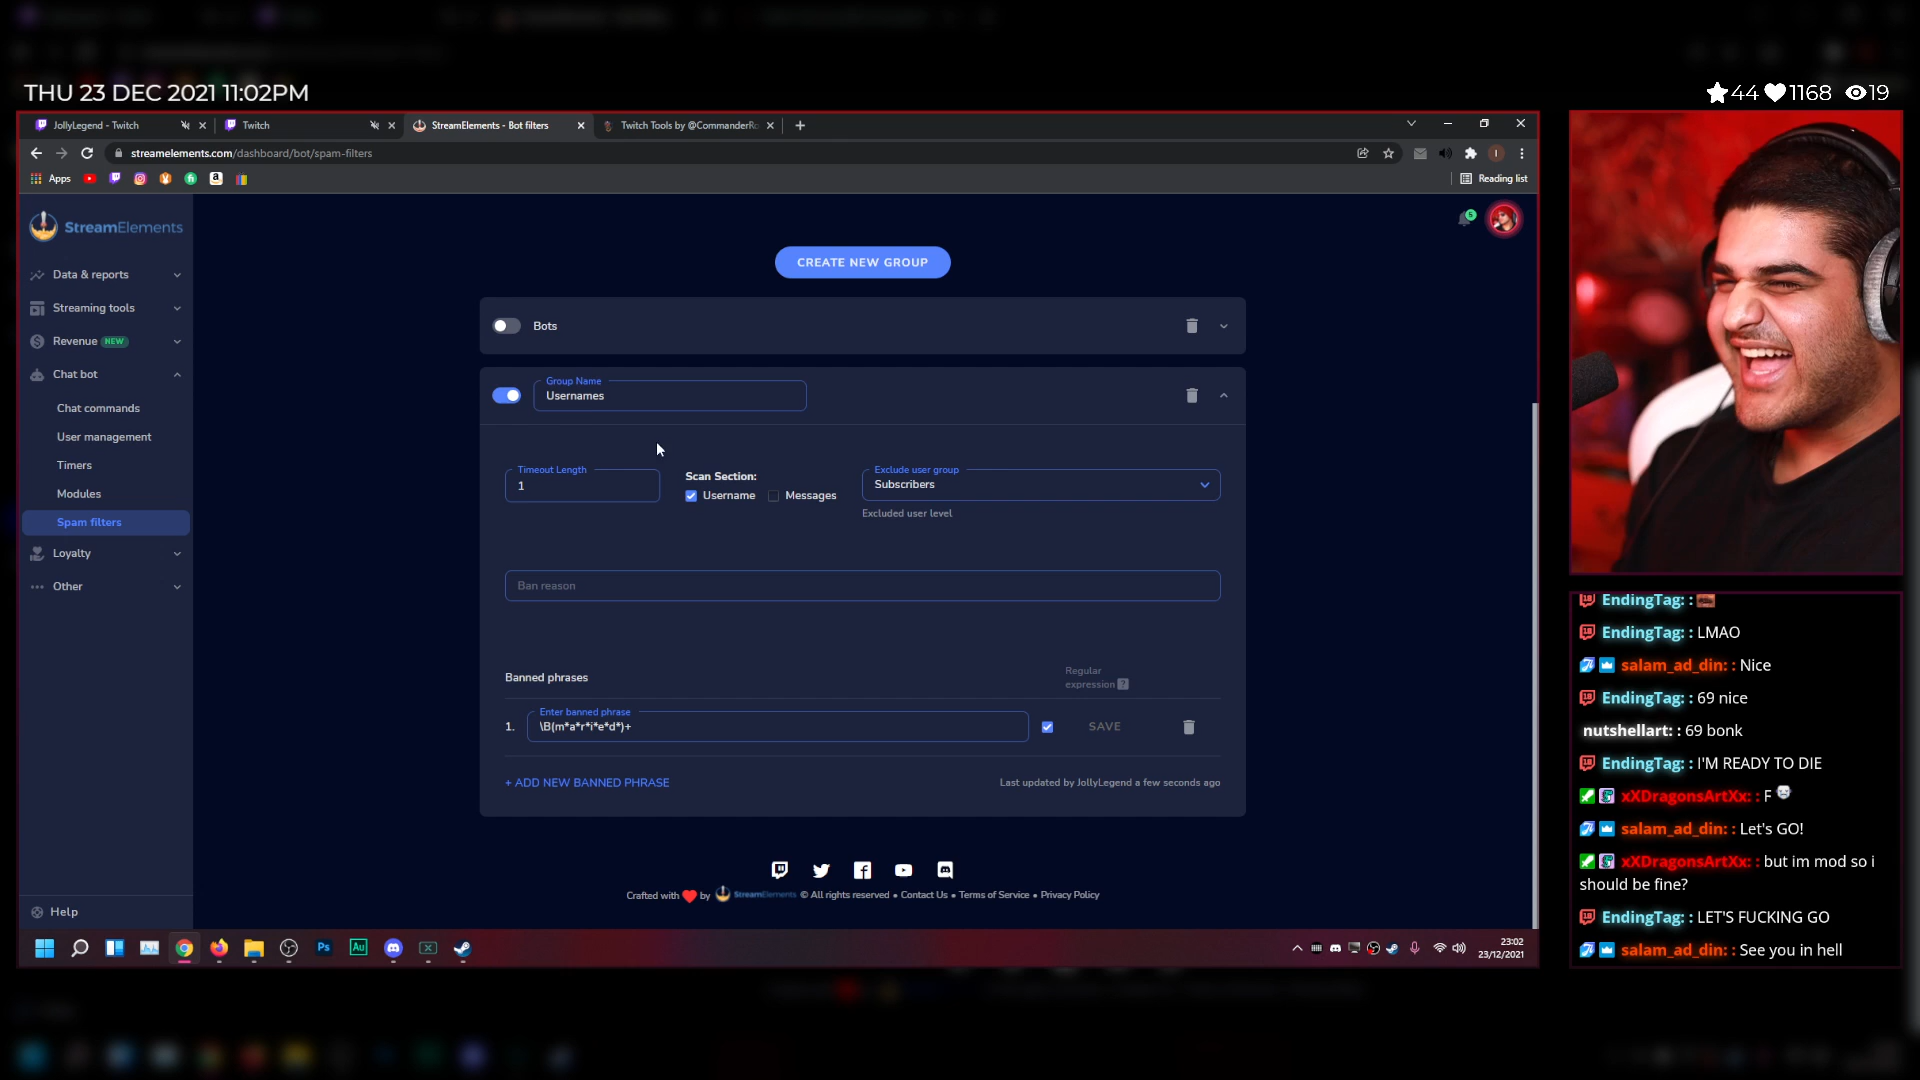 THU 23 DEC 2021 11:02PM
44 1168 19
JollyLegend - Twitch
Twitch
StreamElements - Bot filters
Twitch Tools by @CommanderRo
streamelements.com/dashboard/bot/spam-filters
Apps
Reading list
StreamElements
Data & reports
Streaming tools
Revenue NEW
Chat bot
Chat commands
User management
Timers
Modules
Spam filters
Loyalty
Other
Help
CREATE NEW GROUP
Bots
Group Name
Usernames
Timeout Length
1
Scan Section:
Username Messages
Exclude user group
Subscribers
Excluded user level
Ban reason
Banned phrases
Regular
expression ?
1.
Enter banned phrase
\B(m*a*r*i*e*d*)+
SAVE
+ ADD NEW BANNED PHRASE
Last updated by JollyLegend a few seconds ago
Crafted with by StreamElements © All rights reserved • Contact Us • Terms of Service • Privacy Policy
Ps
Au
23:02
23/12/2021
EndingTag: :
EndingTag: : LMAO
salam_ad_din: : Nice
EndingTag: : 69 nice
nutshellart: : 69 bonk
EndingTag: : I'M READY TO DIE
xXDragonsArtXx: : F
salam_ad_din: : Let's GO!
xXDragonsArtXx: : but im mod so i
should be fine?
EndingTag: : LET'S FUCKING GO
salam_ad_din: : See you in hell